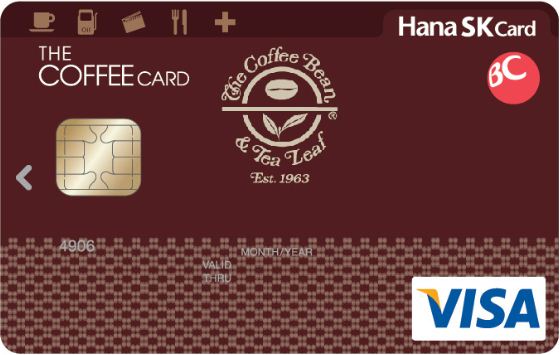 Oil
Hana SK Card
THE
COFFEE CARD
BC
The Coffee Bean
®
& Tea Leaf
Est. 1963
4906
MONTH/YEAR
VALID
THRU
VISA